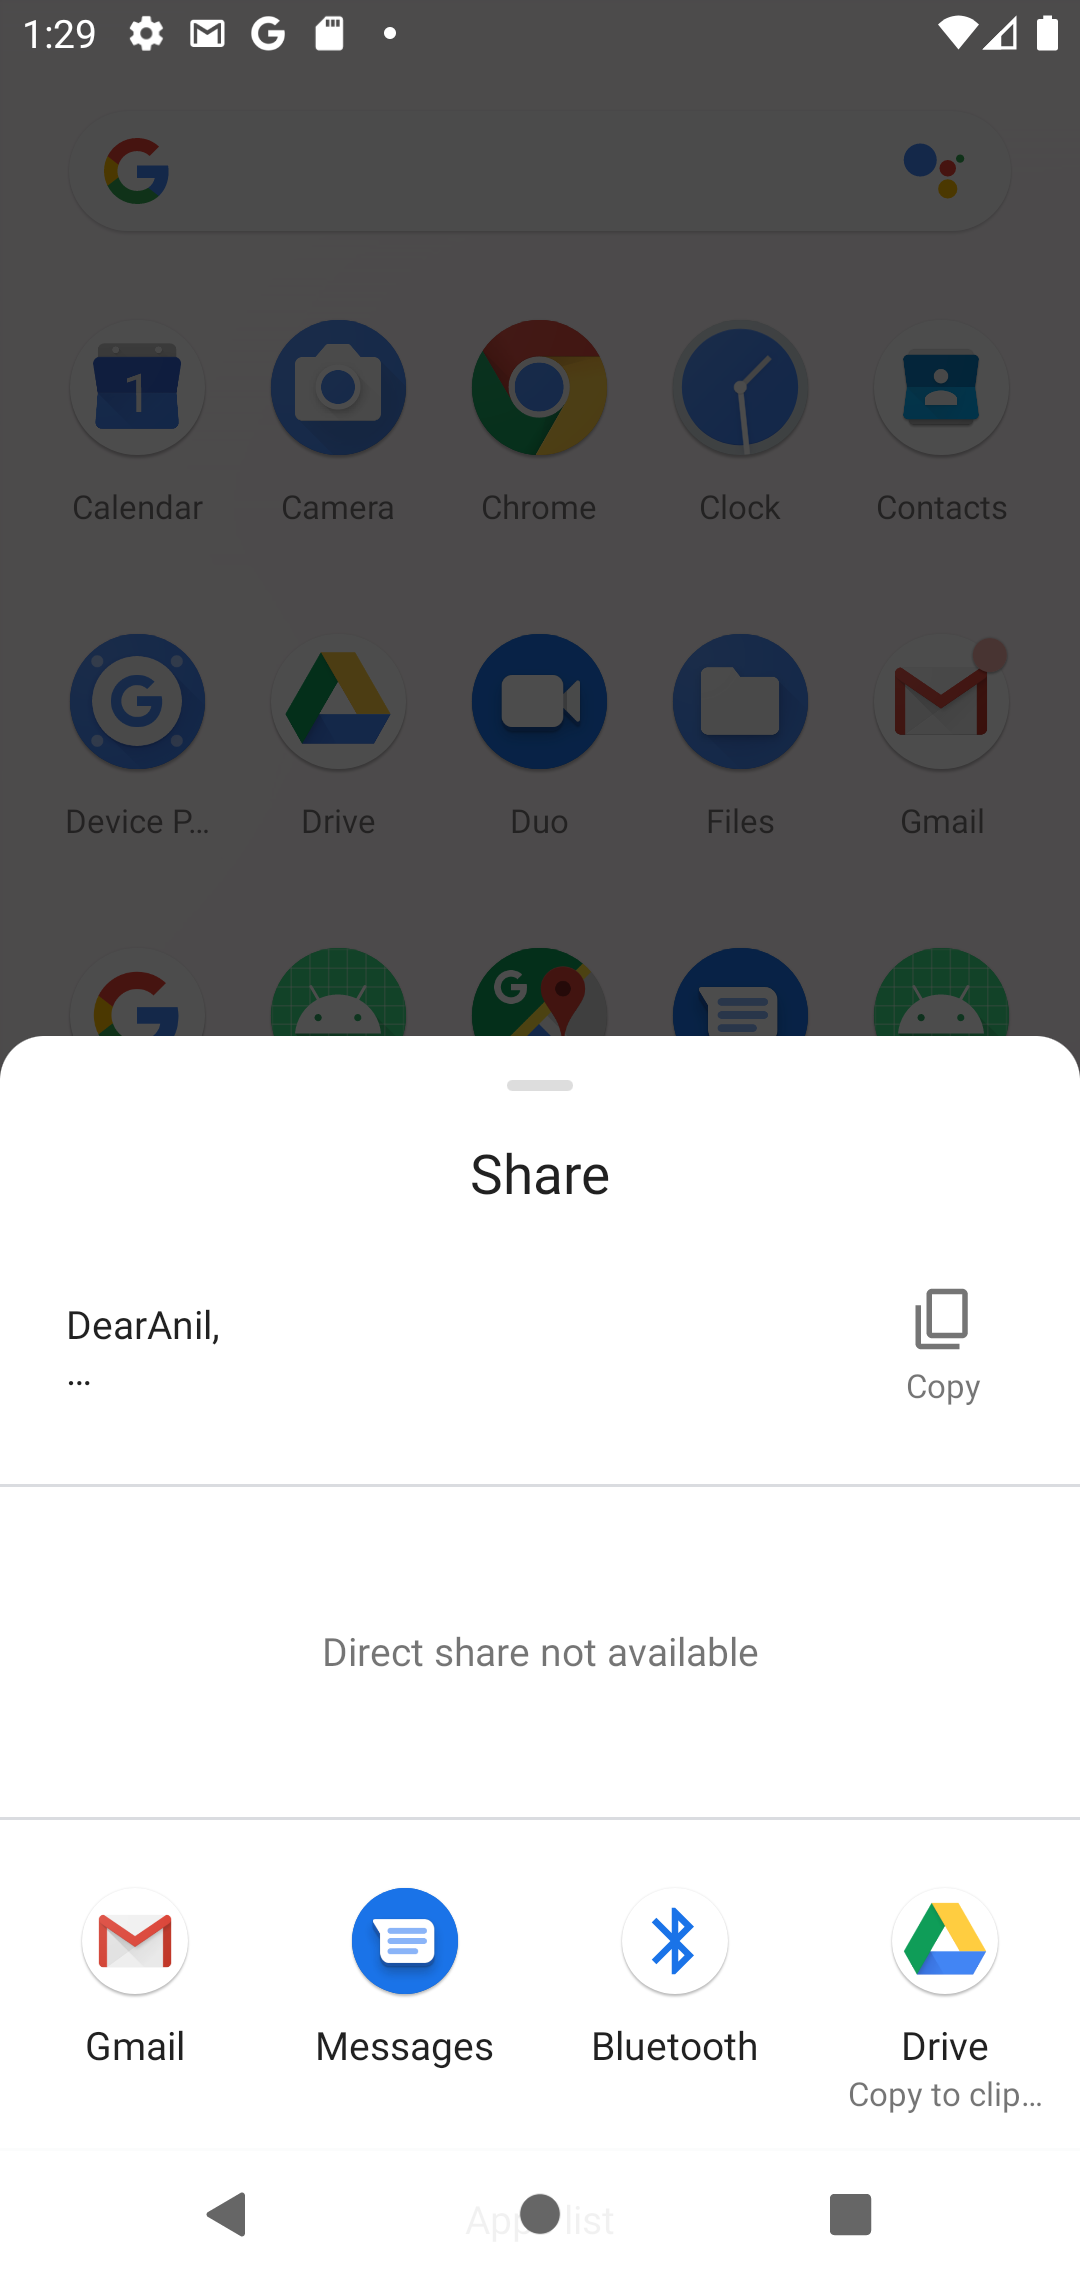 1:29
Calendar Camera Chrome Clock Contacts
Device P... Drive Duo Files Gmail
Share
DearAnil,
...
Copy
Direct share not available
Gmail Messages Bluetooth Drive
Copy to clip...
list